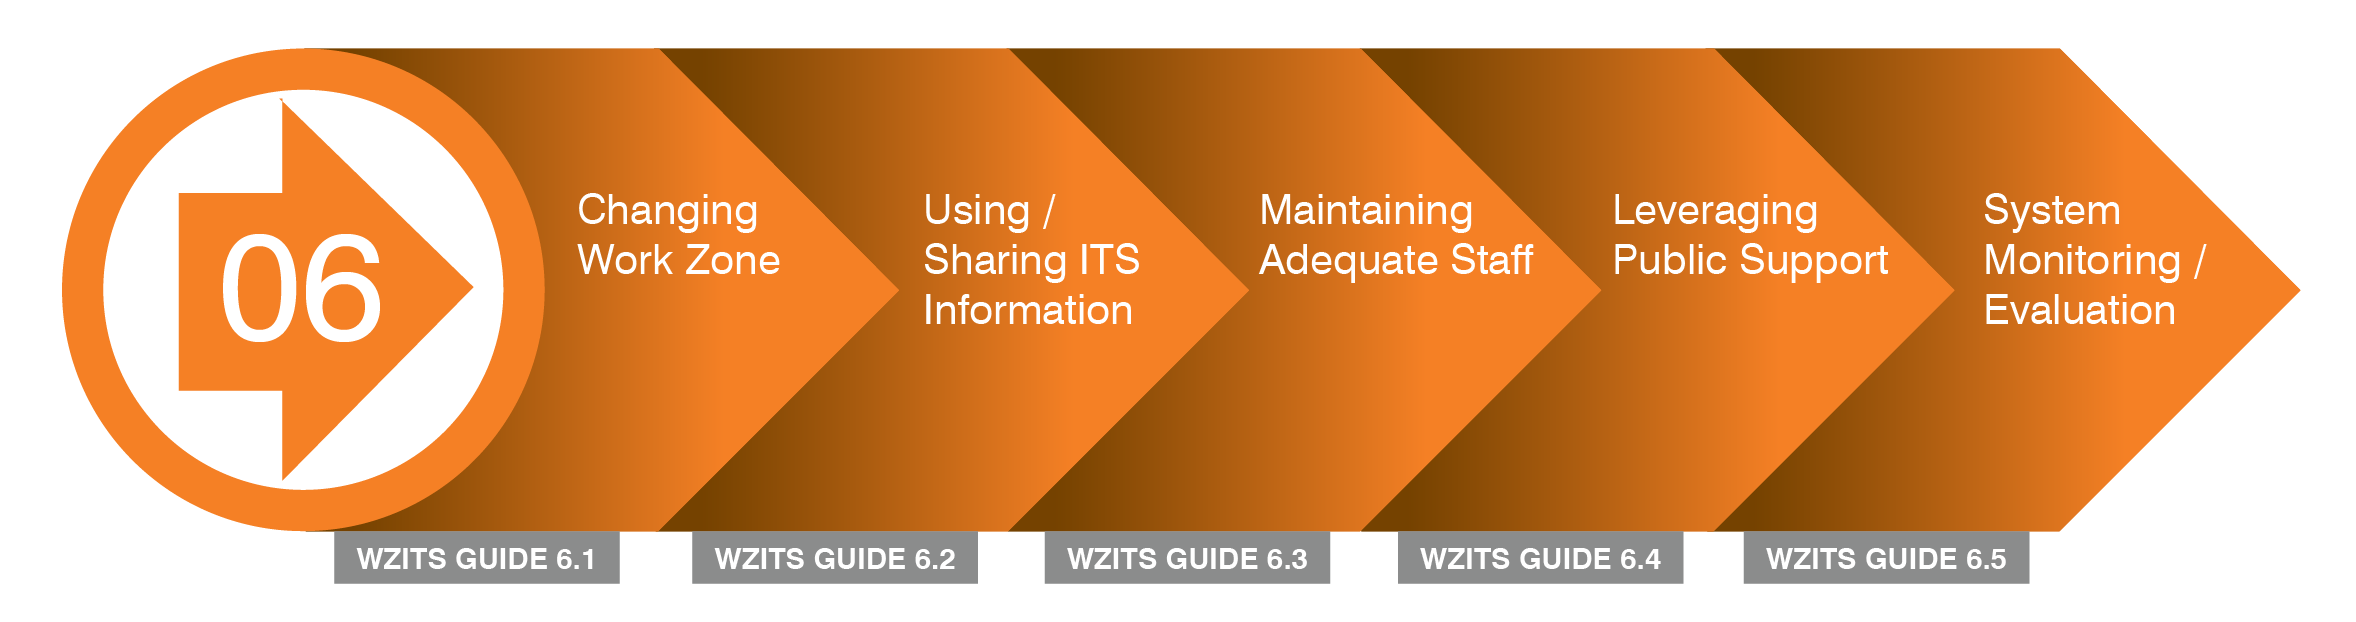 06
Changing
Work Zone
Using /
Sharing ITS
Information
Maintaining
Adequate Staff
Leveraging
Public Support
System
Monitoring /
Evaluation
WZITS GUIDE 6.1
WZITS GUIDE 6.2
WZITS GUIDE 6.3
WZITS GUIDE 6.4
WZITS GUIDE 6.5